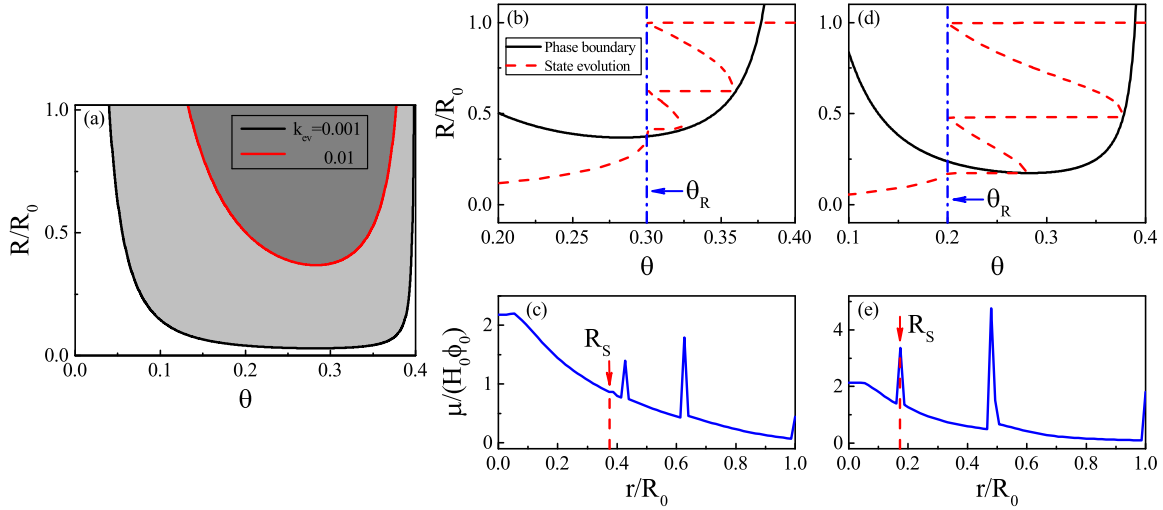 (a)
k_ev=0.001
0.01
R/R_0
1.0
0.5
0.0
0.0 0.1 0.2 0.3 0.4
θ
(b)
Phase boundary
State evolution
θ_R
R/R_0
1.0
0.5
0.0
0.20 0.25 0.30 0.35 0.40
θ
(d)
θ_R
1.0
0.5
0.0
0.1 0.2 0.3 0.4
θ
(c)
R_S
μ/(H_0ϕ_0)
2
1
0
0.0 0.2 0.4 0.6 0.8 1.0
r/R_0
(e)
R_S
4
2
0
0.0 0.2 0.4 0.6 0.8 1.0
r/R_0